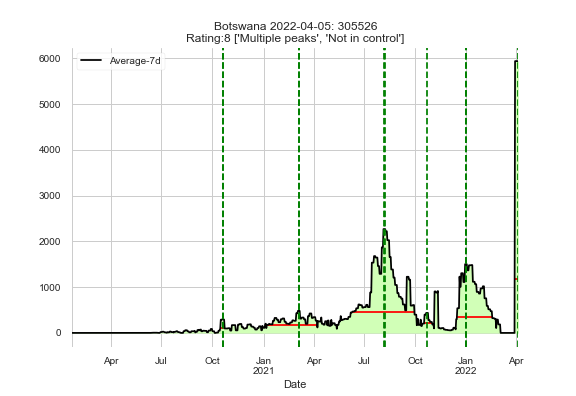 Botswana 2022-04-05: 305526
Rating:8 ['Multiple peaks', 'Not in control']
Average-7d
6000
5000
4000
3000
2000
1000
0
Apr Jul Oct Jan Apr Jul Oct Jan Apr
2021 2022
Date